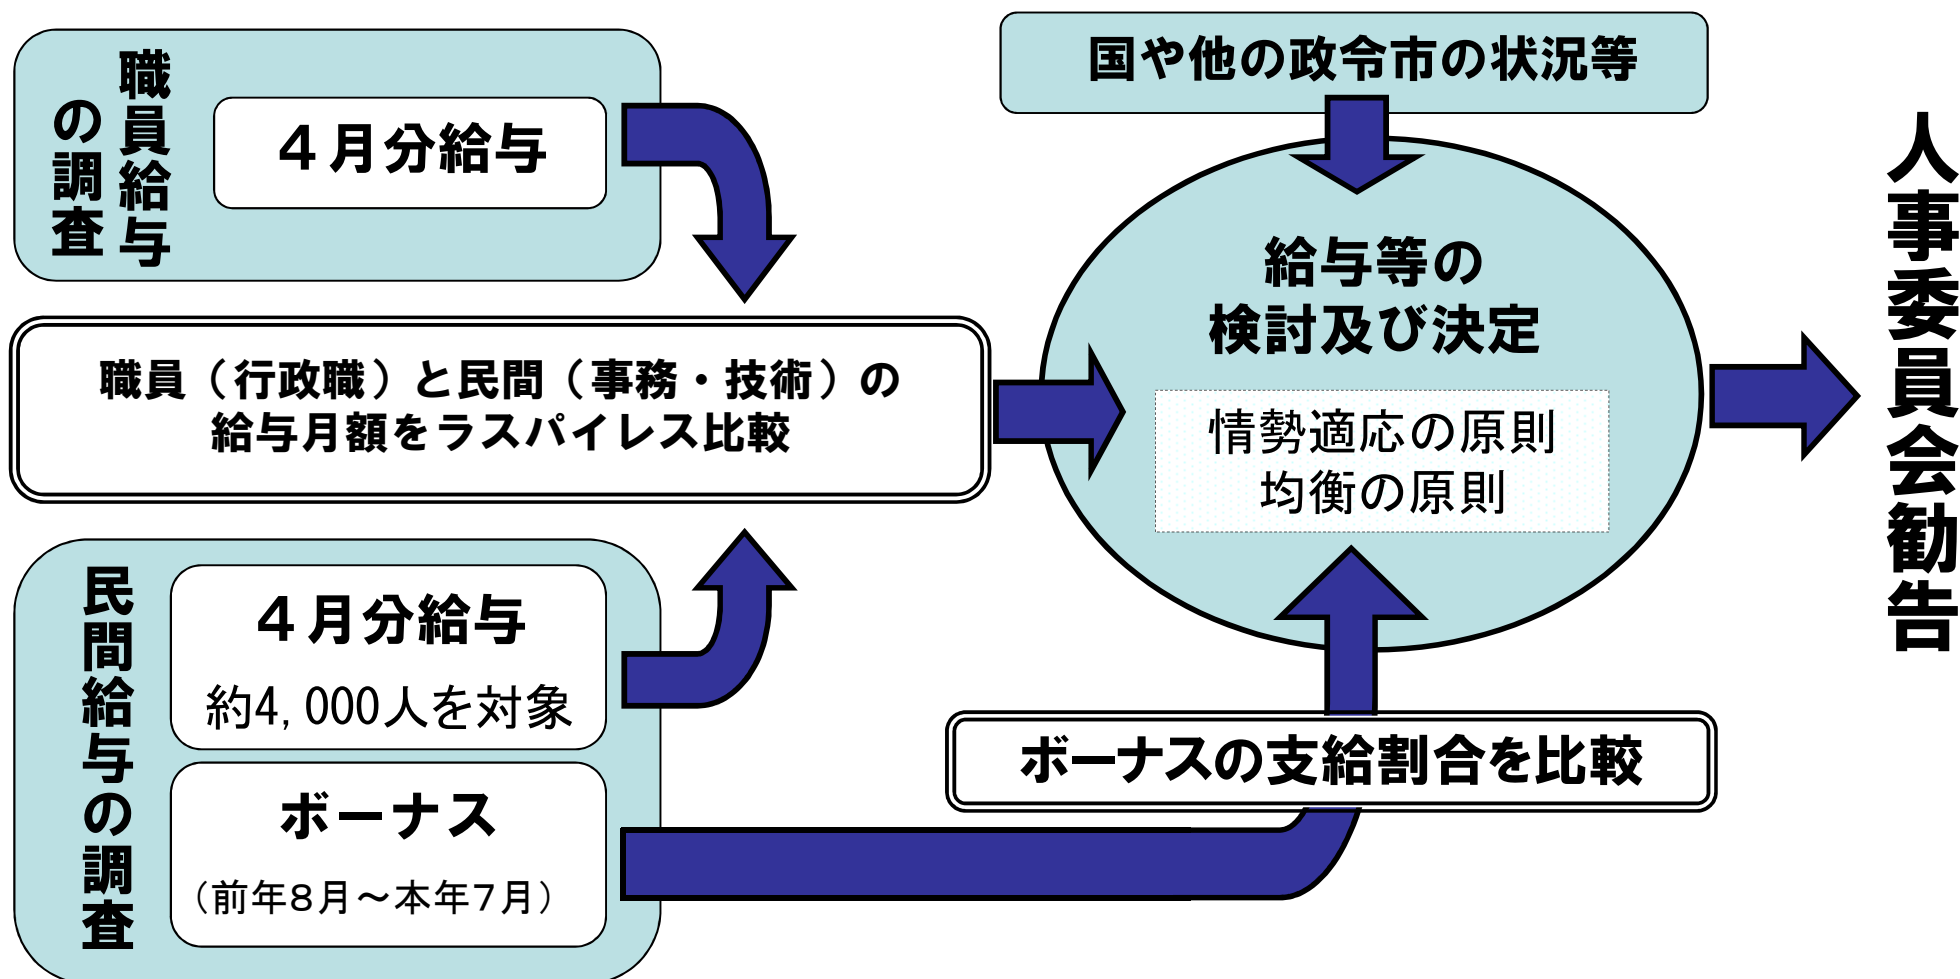 職員給与
の調査
４月分給与
国や他の政令市の状況等
職員（行政職）と民間（事務・技術）の
給与月額をラスパイレス比較
給与等の
検討及び決定
情勢適応の原則
均衡の原則
人事委員会勧告
民間給与の調査
４月分給与
約4,000人を対象
ボーナス
（前年８月～本年７月）
ボーナスの支給割合を比較